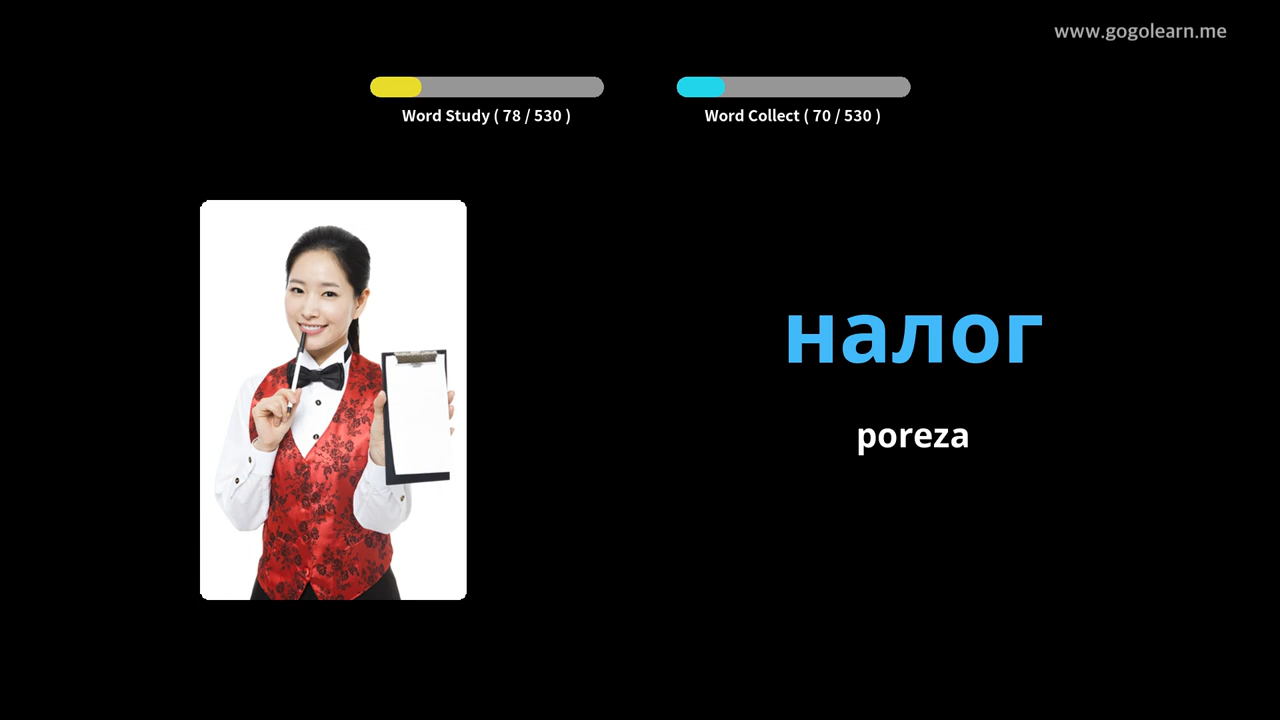 www.gogolearn.me
Word Study ( 78 / 530 )
Word Collect ( 70 / 530 )
налог
poreza